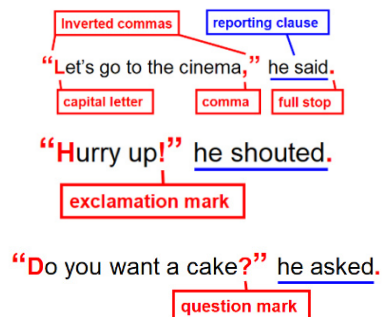 Inverted commas reporting clause
“Let’s go to the cinema,” he said.
capital letter comma full stop
“Hurry up!” he shouted.
exclamation mark
“Do you want a cake?” he asked.
question mark